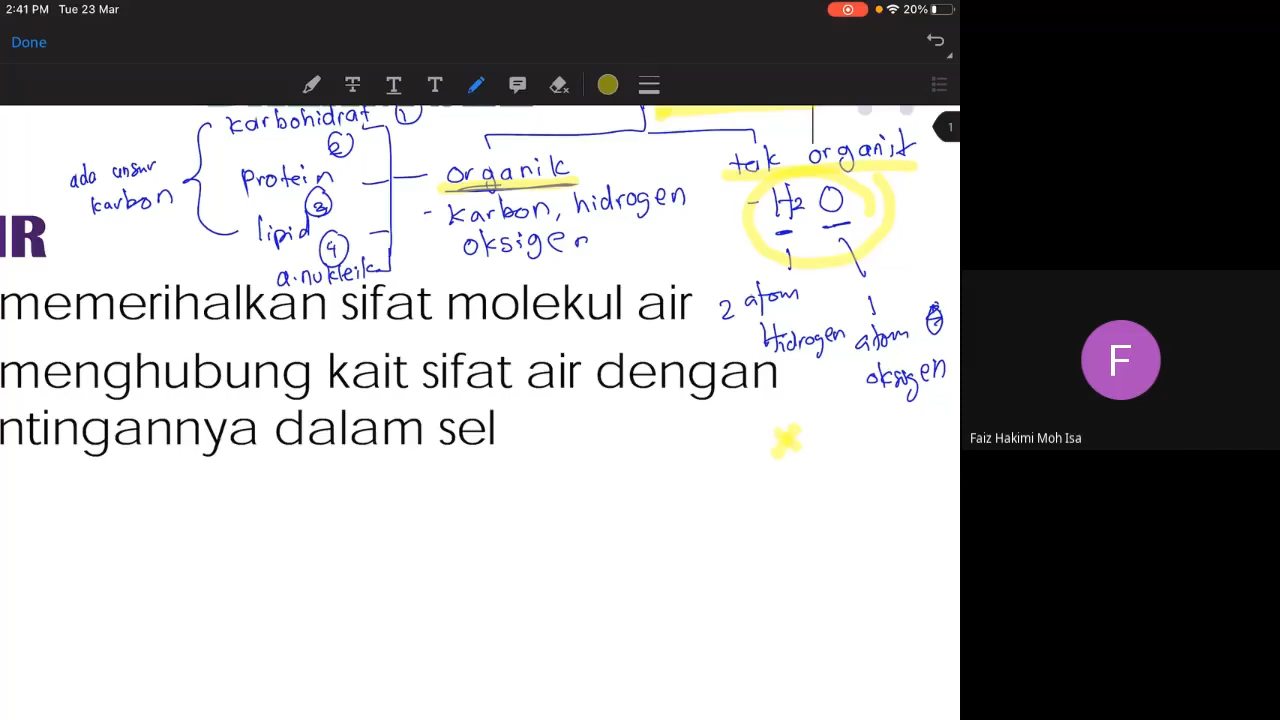 2:41 PM Tue 23 Mar
20%
Done
T T T
1
karbohidrat 1
2
protein
3
lipid
4
a.nukleik
ada unsur
karbon
organik
- karbon, hidrogen
oksigen
tak organik
- H2O
2 atom
Hidrogen
1
atom
oksigen
IR
memerihalkan sifat molekul air
menghubung kait sifat air dengan
ntingannya dalam sel
F
Faiz Hakimi Moh Isa